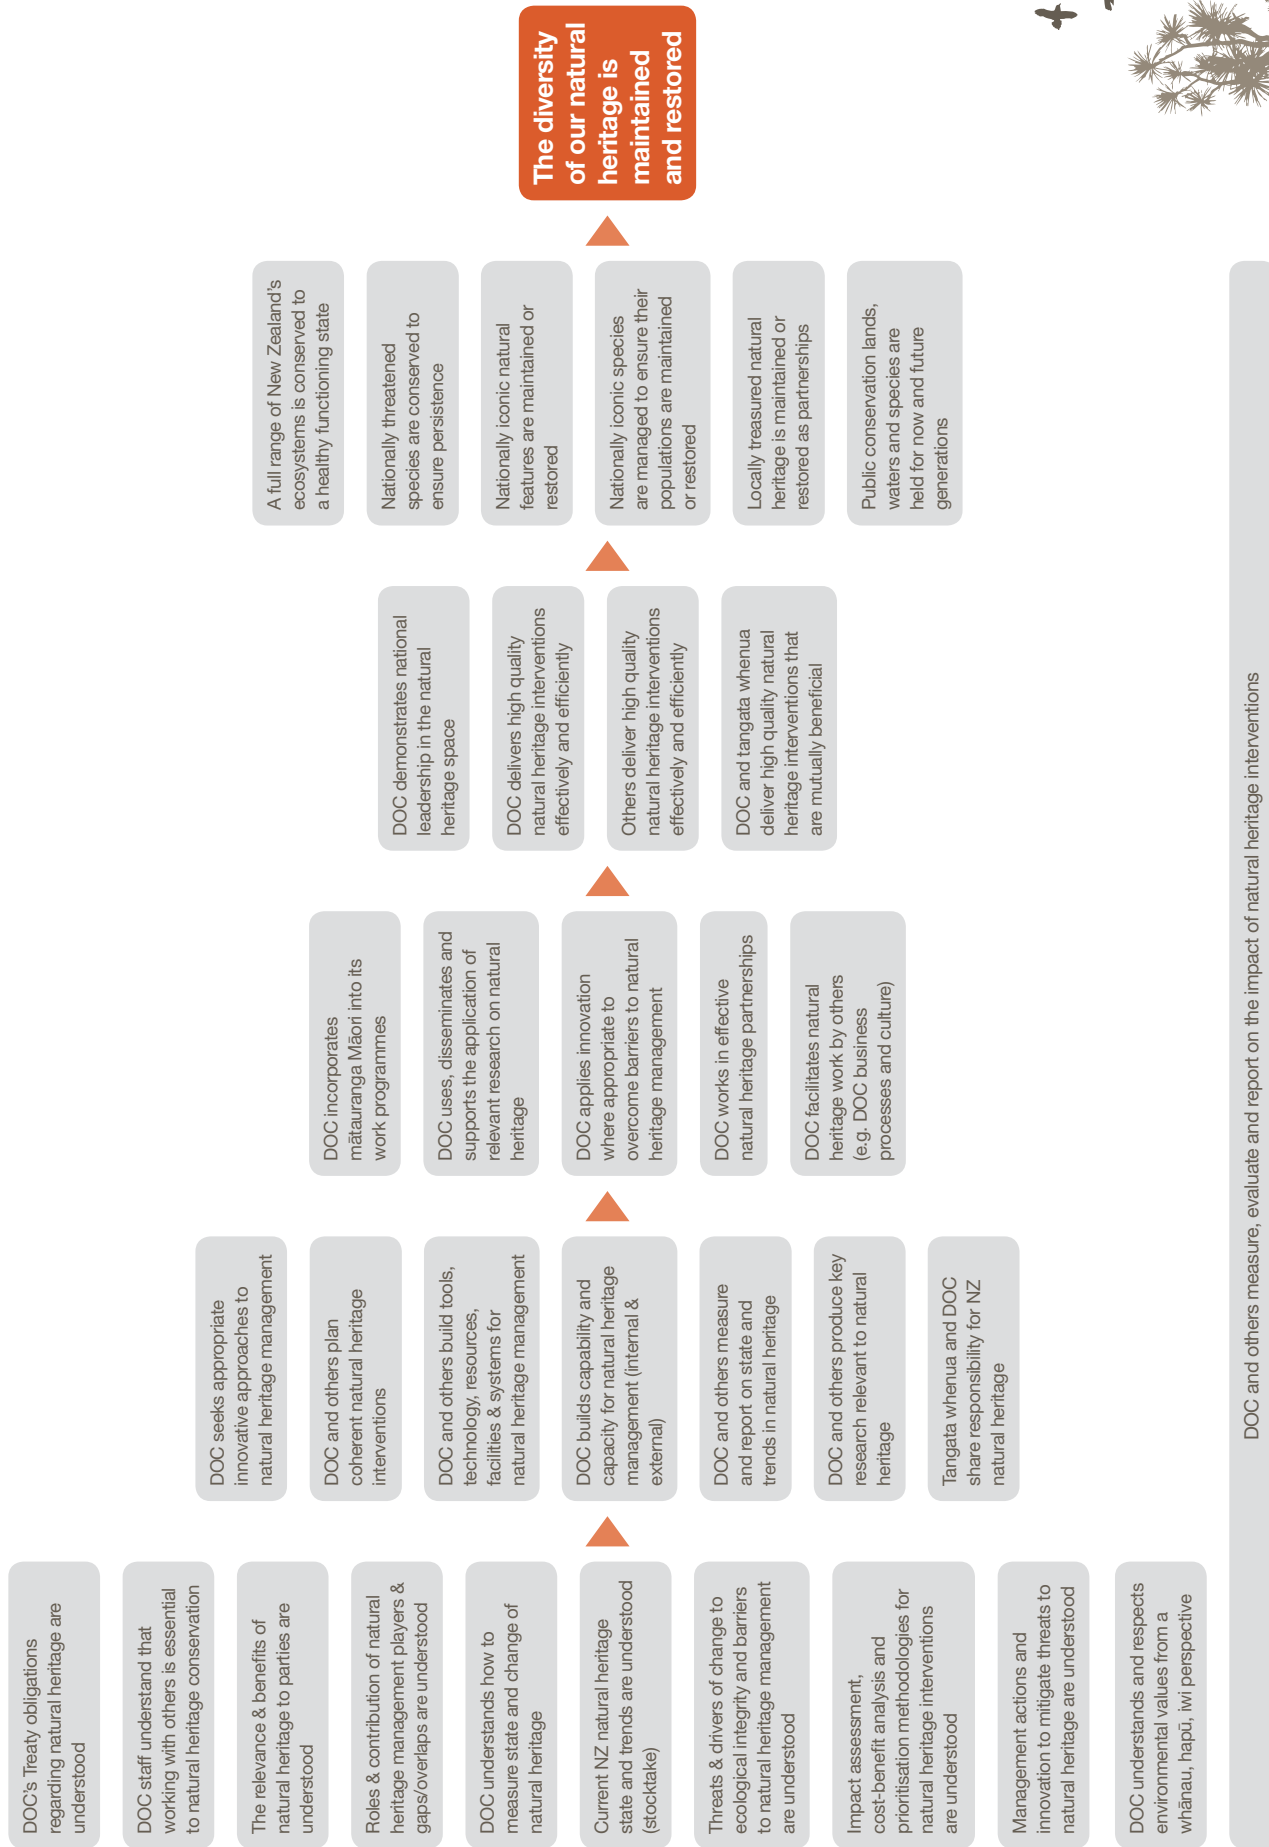 DOC's Treaty obligations
regarding natural heritage are
understood
DOC staff understand that
working with others is essential
to natural heritage conservation
The relevance & benefits of
natural heritage to parties are
understood
Roles & contribution of natural
heritage management players &
gaps/overlaps are understood
DOC understands how to
measure state and change of
natural heritage
Current NZ natural heritage
state and trends are understood
(stocktake)
Threats & drivers of change to
ecological integrity and barriers
to natural heritage management
are understood
Impact assessment,
cost-benefit analysis and
prioritisation methodologies for
natural heritage interventions
are understood
Management actions and
innovation to mitigate threats to
natural heritage are understood
DOC understands and respects
environmental values from a
whānau, hapū, iwi perspective
DOC seeks appropriate
innovative approaches to
natural heritage management
DOC and others plan
coherent natural heritage
interventions
DOC and others build tools,
technology, resources,
facilities & systems for
natural heritage management
DOC builds capability and
capacity for natural heritage
management (internal &
external)
DOC and others measure
and report on state and
trends in natural heritage
DOC and others produce key
research relevant to natural
heritage
Tangata whenua and DOC
share responsibility for NZ
natural heritage
DOC incorporates
mātauranga Māori into its
work programmes
DOC uses, disseminates and
supports the application of
relevant research on natural
heritage
DOC applies innovation
where appropriate to
overcome barriers to natural
heritage management
DOC works in effective
natural heritage partnerships
DOC facilitates natural
heritage work by others
(e.g. DOC business
processes and culture)
DOC demonstrates national
leadership in the natural
heritage space
DOC delivers high quality
natural heritage interventions
effectively and efficiently
Others deliver high quality
natural heritage interventions
effectively and efficiently
DOC and tangata whenua
deliver high quality natural
heritage interventions that
are mutually beneficial
A full range of New Zealand's
ecosystems is conserved to
a healthy functioning state
Nationally threatened
species are conserved to
ensure persistence
Nationally iconic natural
features are maintained or
restored
Nationally iconic species
are managed to ensure their
populations are maintained
or restored
Locally treasured natural
heritage is maintained or
restored as partnerships
Public conservation lands,
waters and species are
held for now and future
generations
The diversity
of our natural
heritage is
maintained
and restored
DOC and others measure, evaluate and report on the impact of natural heritage interventions